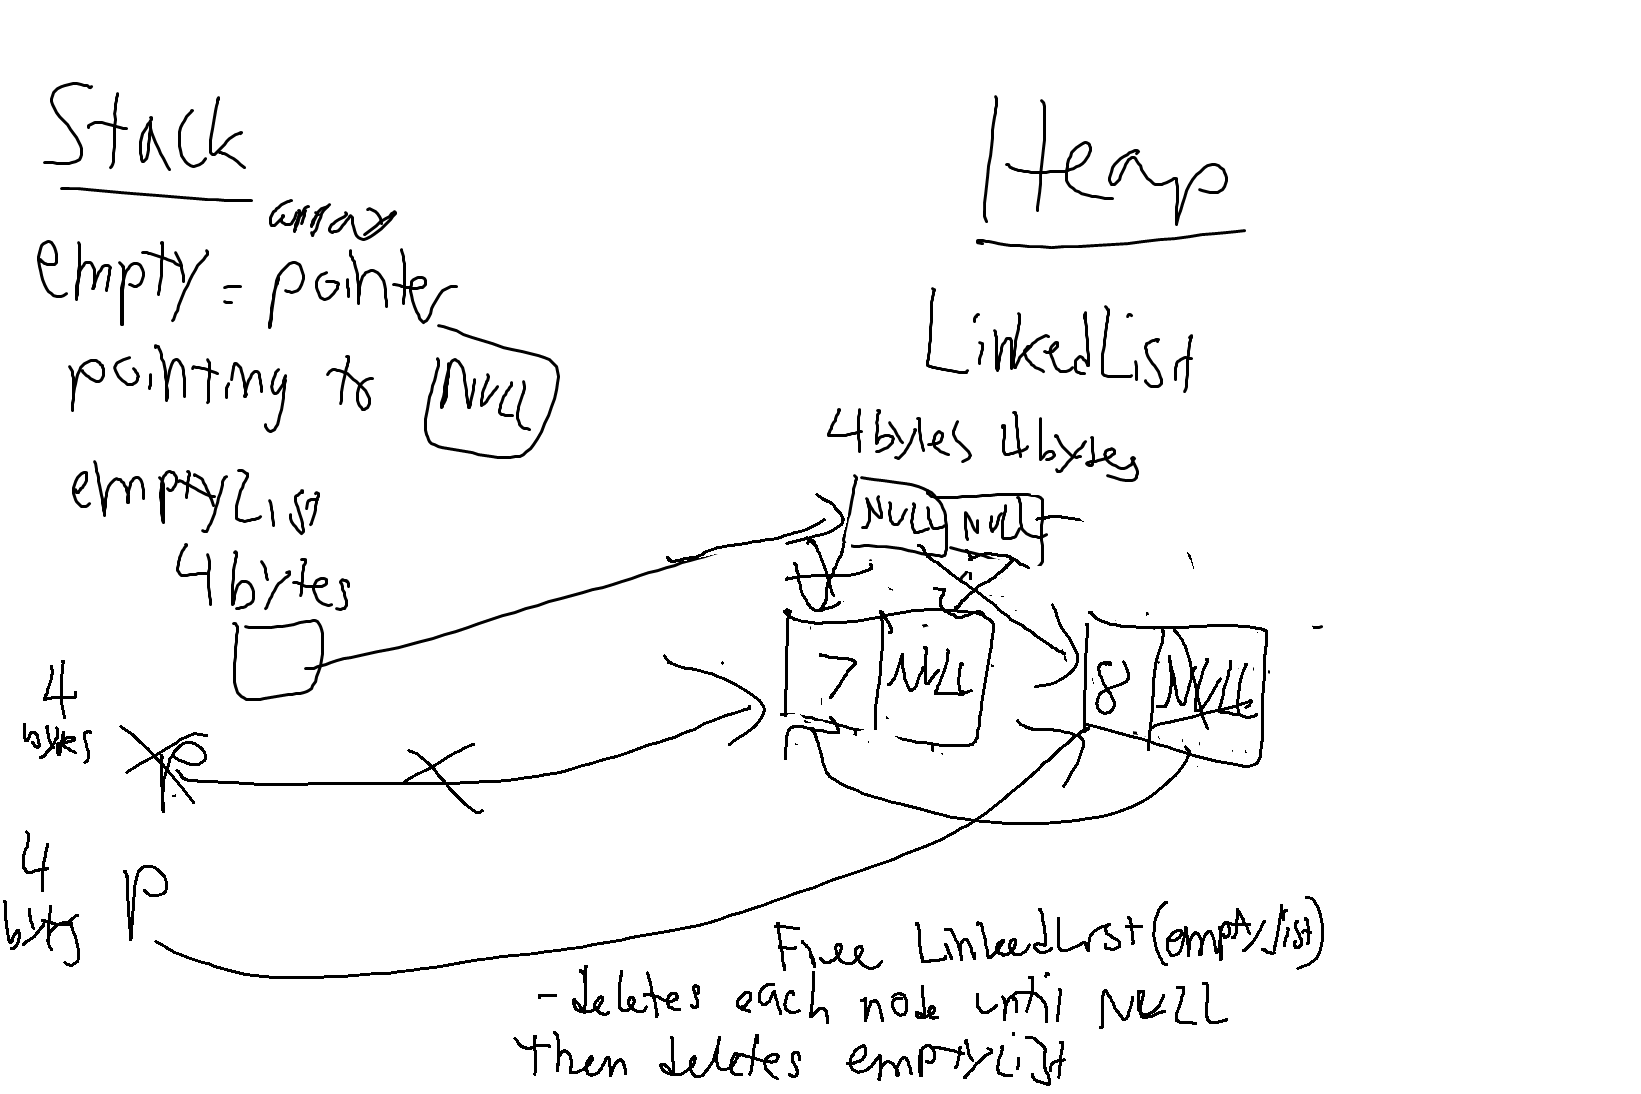 Stack
array
empty = pointer
pointing to NULL
emptyList
4 bytes
4
bytes
P
4
bytes
P
Heap
LinkedList
4 bytes 4 bytes
NULL NULL
7 NULL
8 NULL
Free LinkedList (emptylist)
- deletes each node until NULL
then deletes emptyList